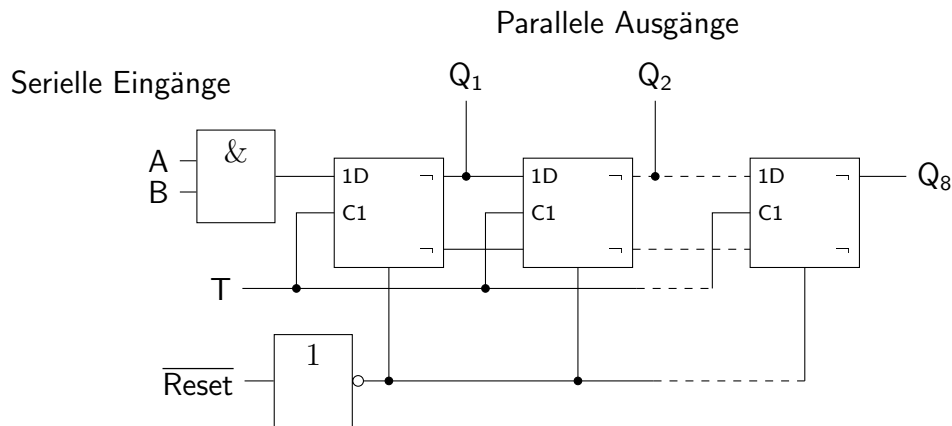 Parallele Ausgänge
Serielle Eingänge
Q₁
Q₂
A
B
&
1D
C1
¬
¬
1D
C1
¬
¬
1D
C1
¬
¬
Q₈
T
Reset
1